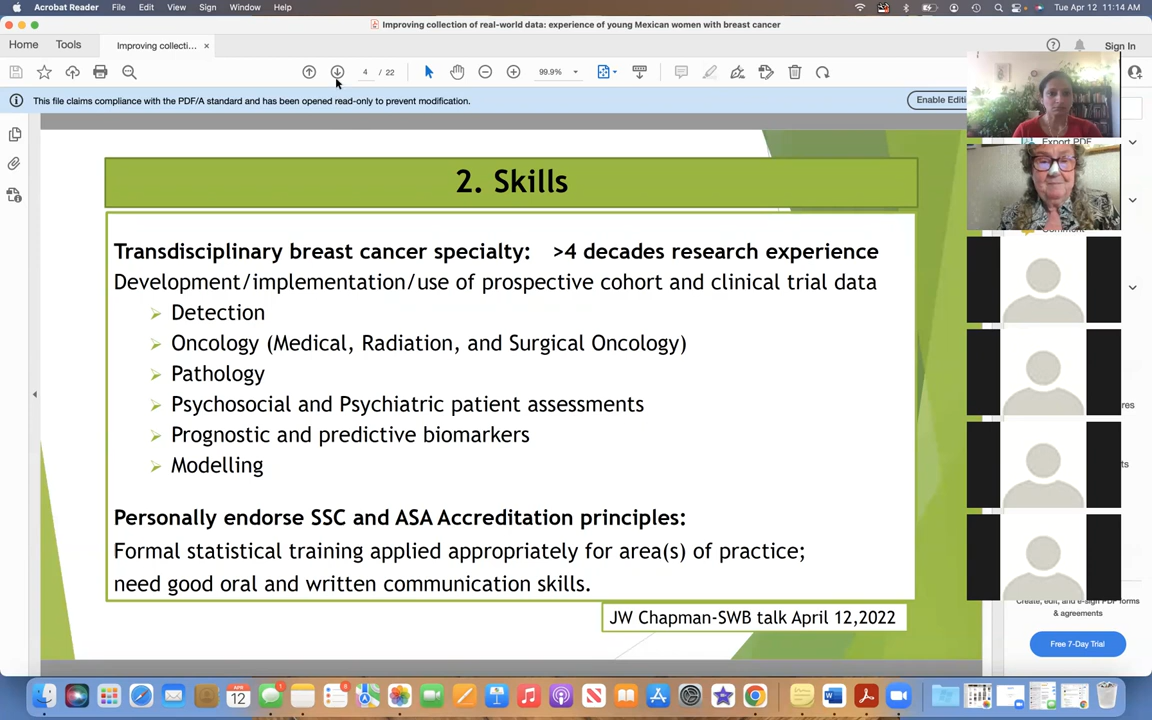 Acrobat Reader File Edit View Sign Window Help
Tue Apr 12 11:14 AM
Improving collection of real-world data: experience of young Mexican women with breast cancer
Home Tools Improving collecti... ×
Sign In
4 / 22 99.9%
This file claims compliance with the PDF/A standard and has been opened read-only to prevent modification.
Enable Editi
Export PDF
2. Skills
Transdisciplinary breast cancer specialty: >4 decades research experience
Development/implementation/use of prospective cohort and clinical trial data
Detection
Oncology (Medical, Radiation, and Surgical Oncology)
Pathology
Psychosocial and Psychiatric patient assessments
Prognostic and predictive biomarkers
Modelling
Personally endorse SSC and ASA Accreditation principles:
Formal statistical training applied appropriately for area(s) of practice;
need good oral and written communication skills.
JW Chapman-SWB talk April 12,2022
res
ts
Create, edit, and e-sign PDF forms
& agreements
Free 7-Day Trial
APR
12